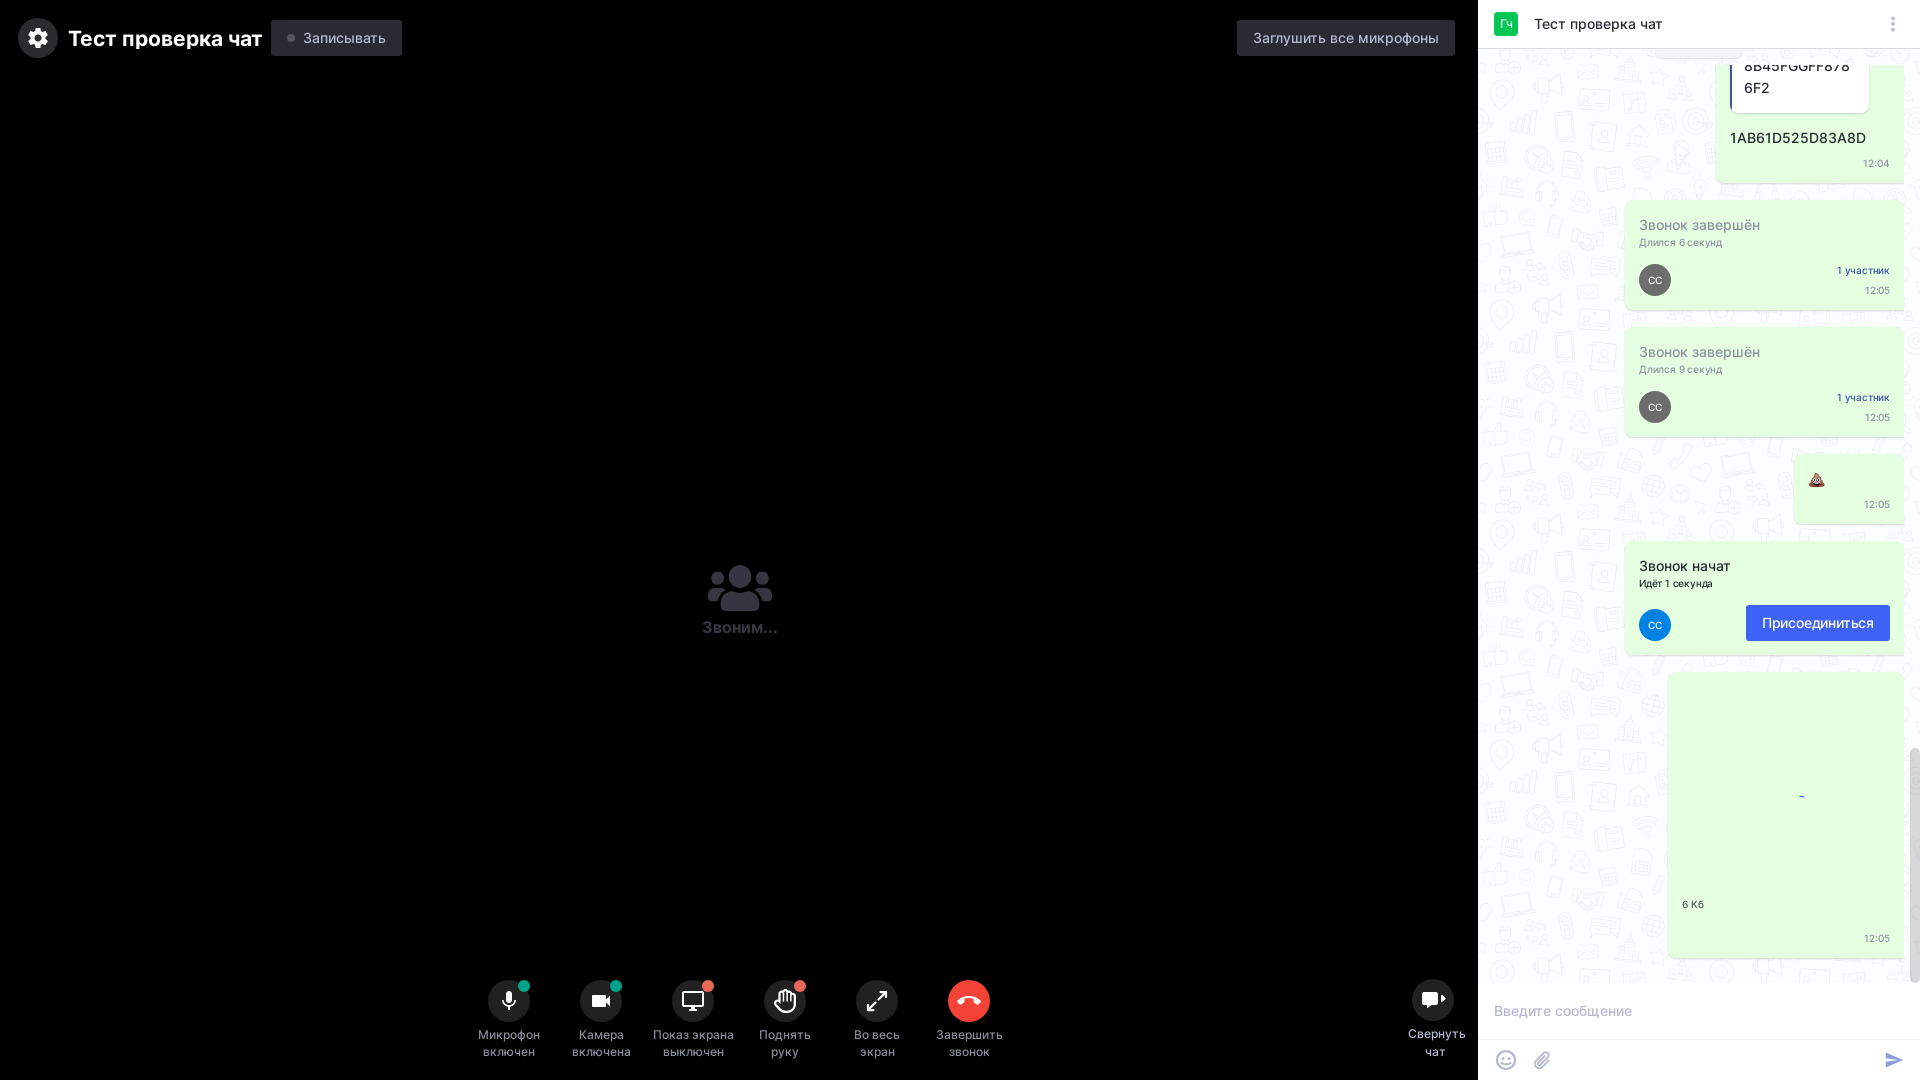 Тест проверка чат
Записывать
Заглушить все микрофоны
Звоним...
Микрофон
включен
Камера
включена
Показ экрана
выключен
Поднять
руку
Во весь
экран
Завершить
звонок
Свернуть
чат
Гч
Тест проверка чат
8B45FGGFF878
6F2
1AB61D525D83A8D
12:04
Звонок завершён
Длился 6 секунд
СС
1 участник
12:05
Звонок завершён
Длился 9 секунд
СС
1 участник
12:05
12:05
Звонок начат
Идёт 1 секунда
СС
Присоединиться
6 Кб
12:05
Введите сообщение